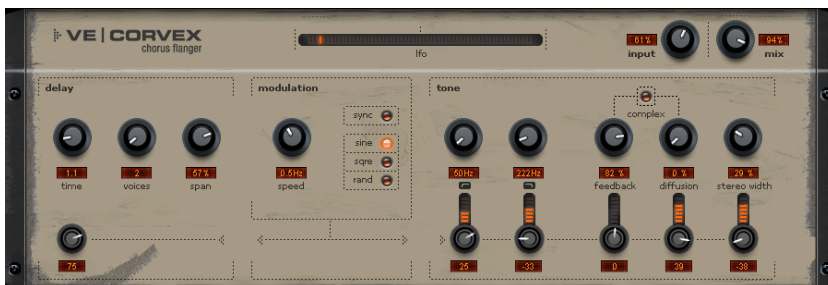 VE | CORVEX
chorus flanger
lfo
61%
input
94%
mix
delay
modulation
tone
sync
complex
sine
sqre
rand
1.1
2
57%
0.5Hz
50Hz
222Hz
82 %
0 %
29 %
time
voices
span
speed
feedback
diffusion
stereo width
75
25
-33
0
39
-38